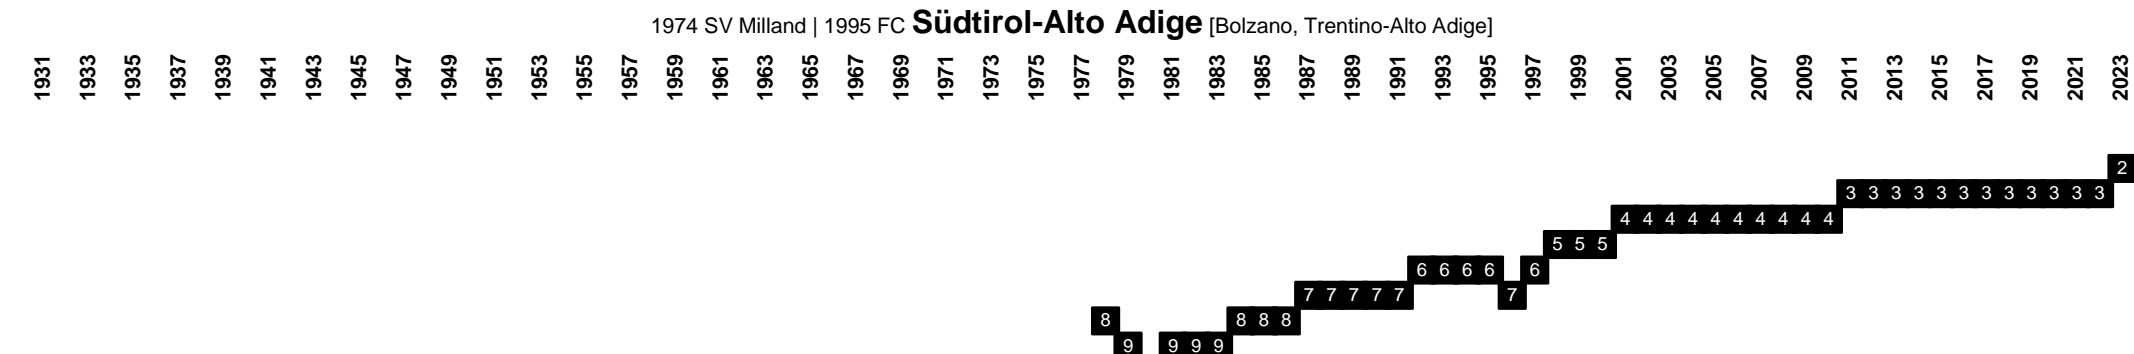 1974 SV Milland | 1995 FC Südtirol-Alto Adige [Bolzano, Trentino-Alto Adige]
1931 1933 1935 1937 1939 1941 1943 1945 1947 1949 1951 1953 1955 1957 1959 1961 1963 1965 1967 1969 1971 1973 1975 1977 1979 1981 1983 1985 1987 1989 1991 1993 1995 1997 1999 2001 2003 2005 2007 2009 2011 2013 2015 2017 2019 2021 2023
2
3 3 3 3 3 3 3 3 3 3 3 3
4 4 4 4 4 4 4 4 4 4
5 5 5
6 6 6 6 6
7 7 7 7 7 7
8 8 8 8
9 9 9 9